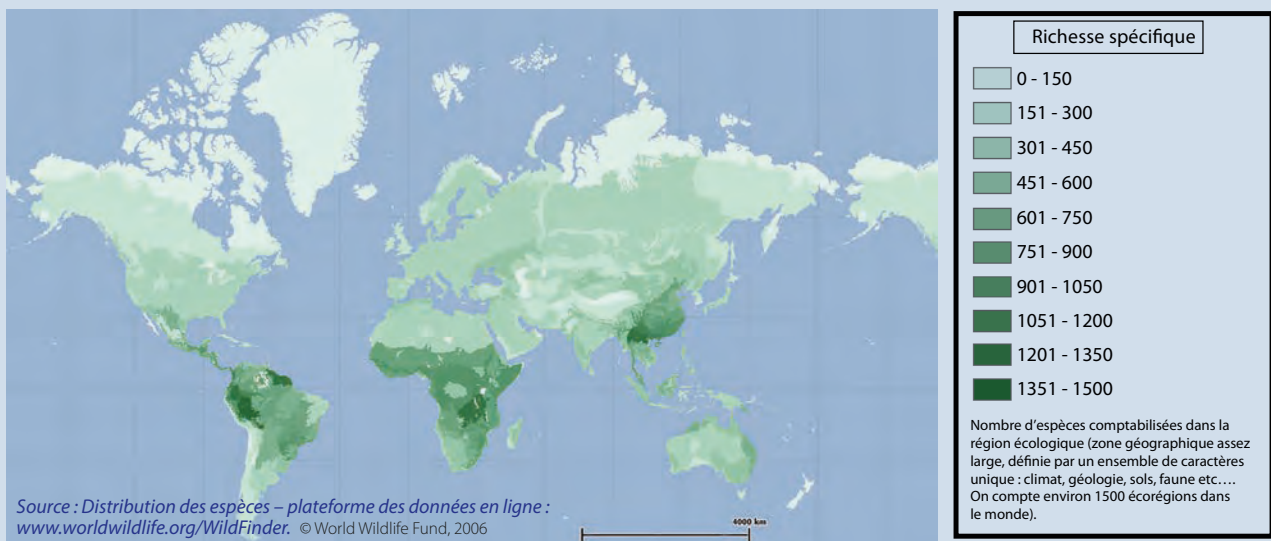 Richesse spécifique
0 - 150
151 - 300
301 - 450
451 - 600
601 - 750
751 - 900
901 - 1050
1051 - 1200
1201 - 1350
1351 - 1500
Nombre d'espèces comptabilisées dans la
région écologique (zone géographique assez
large, définie par un ensemble de caractères
unique : climat, géologie, sols, faune etc….
On compte environ 1500 écorégions dans
le monde).
Source : Distribution des espèces – plateforme des données en ligne :
www.worldwildlife.org/WildFinder. © World Wildlife Fund, 2006
4000 km